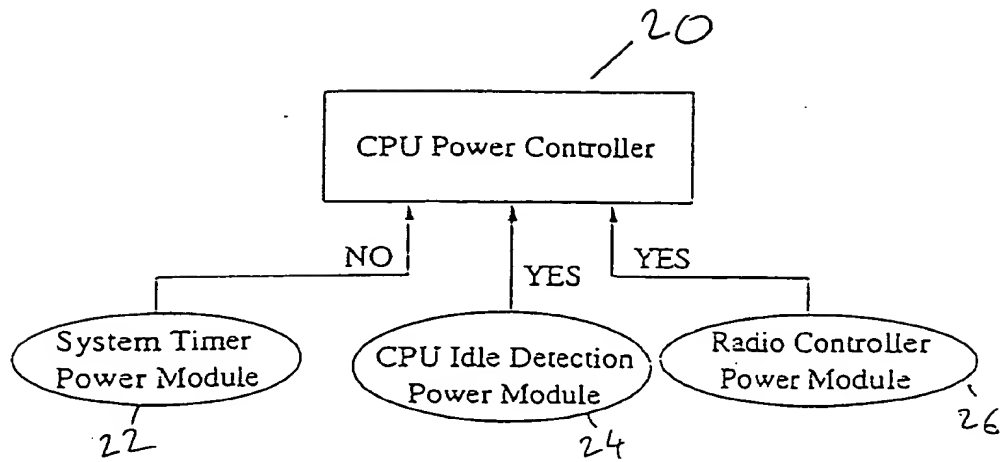 20
CPU Power Controller
NO
YES
YES
System Timer
Power Module
CPU Idle Detection
Power Module
Radio Controller
Power Module
22
24
26